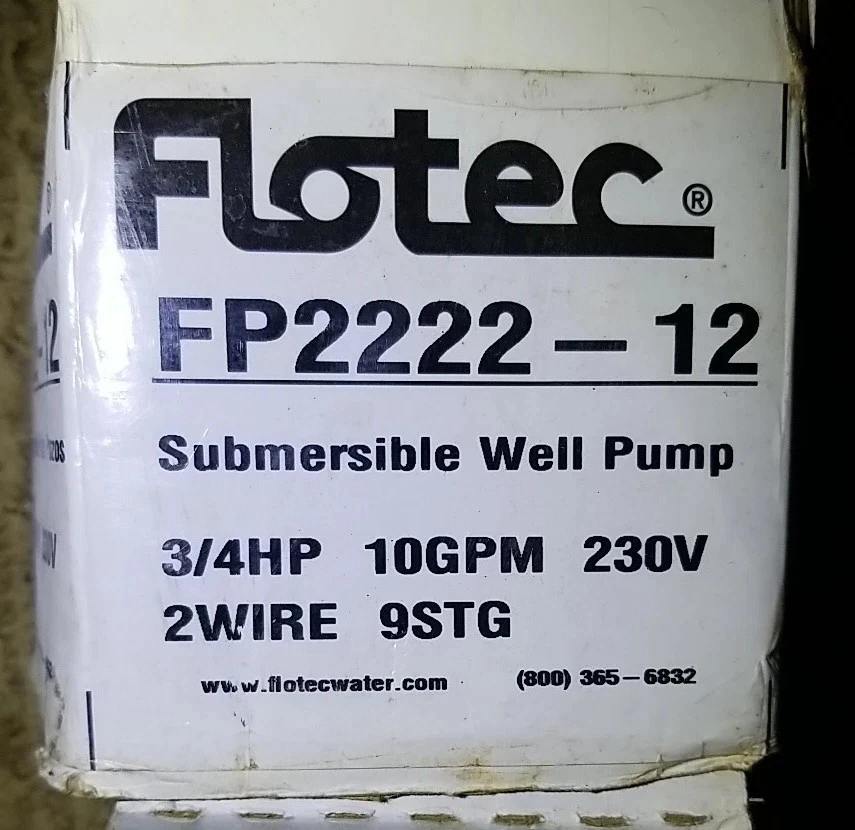 Flotec®
FP2222-12
Submersible Well Pump
3/4HP 10GPM 230V
2WIRE 9STG
www.flotecwater.com (800) 365-6832